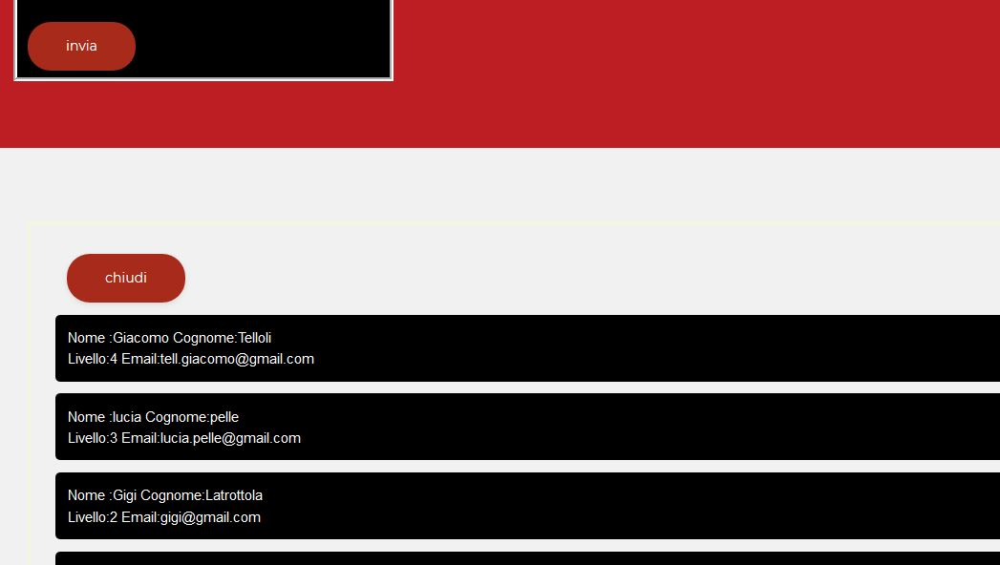 invia
chiudi
Nome :Giacomo Cognome:Telloli
Livello:4 Email:tell.giacomo@gmail.com
Nome :lucia Cognome:pelle
Livello:3 Email:lucia.pelle@gmail.com
Nome :Gigi Cognome:Latrottola
Livello:2 Email:gigi@gmail.com